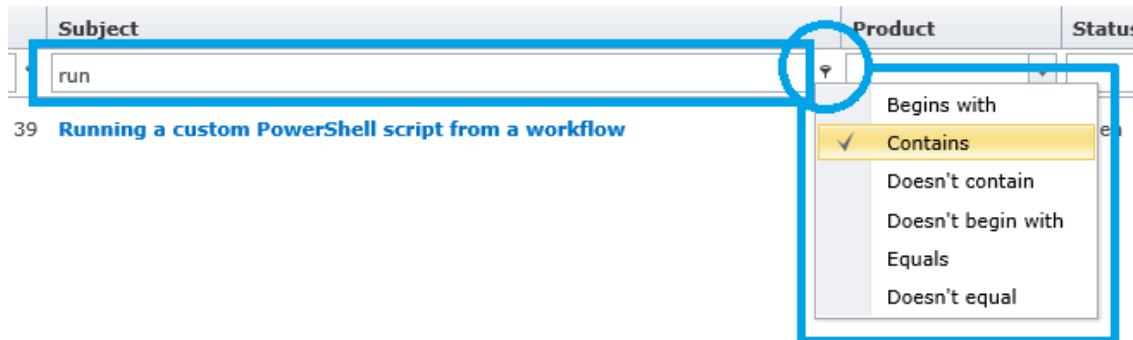 Subject Product Status
run
Begins with
39 Running a custom PowerShell script from a workflow
Contains
Doesn't contain
Doesn't begin with
Equals
Doesn't equal